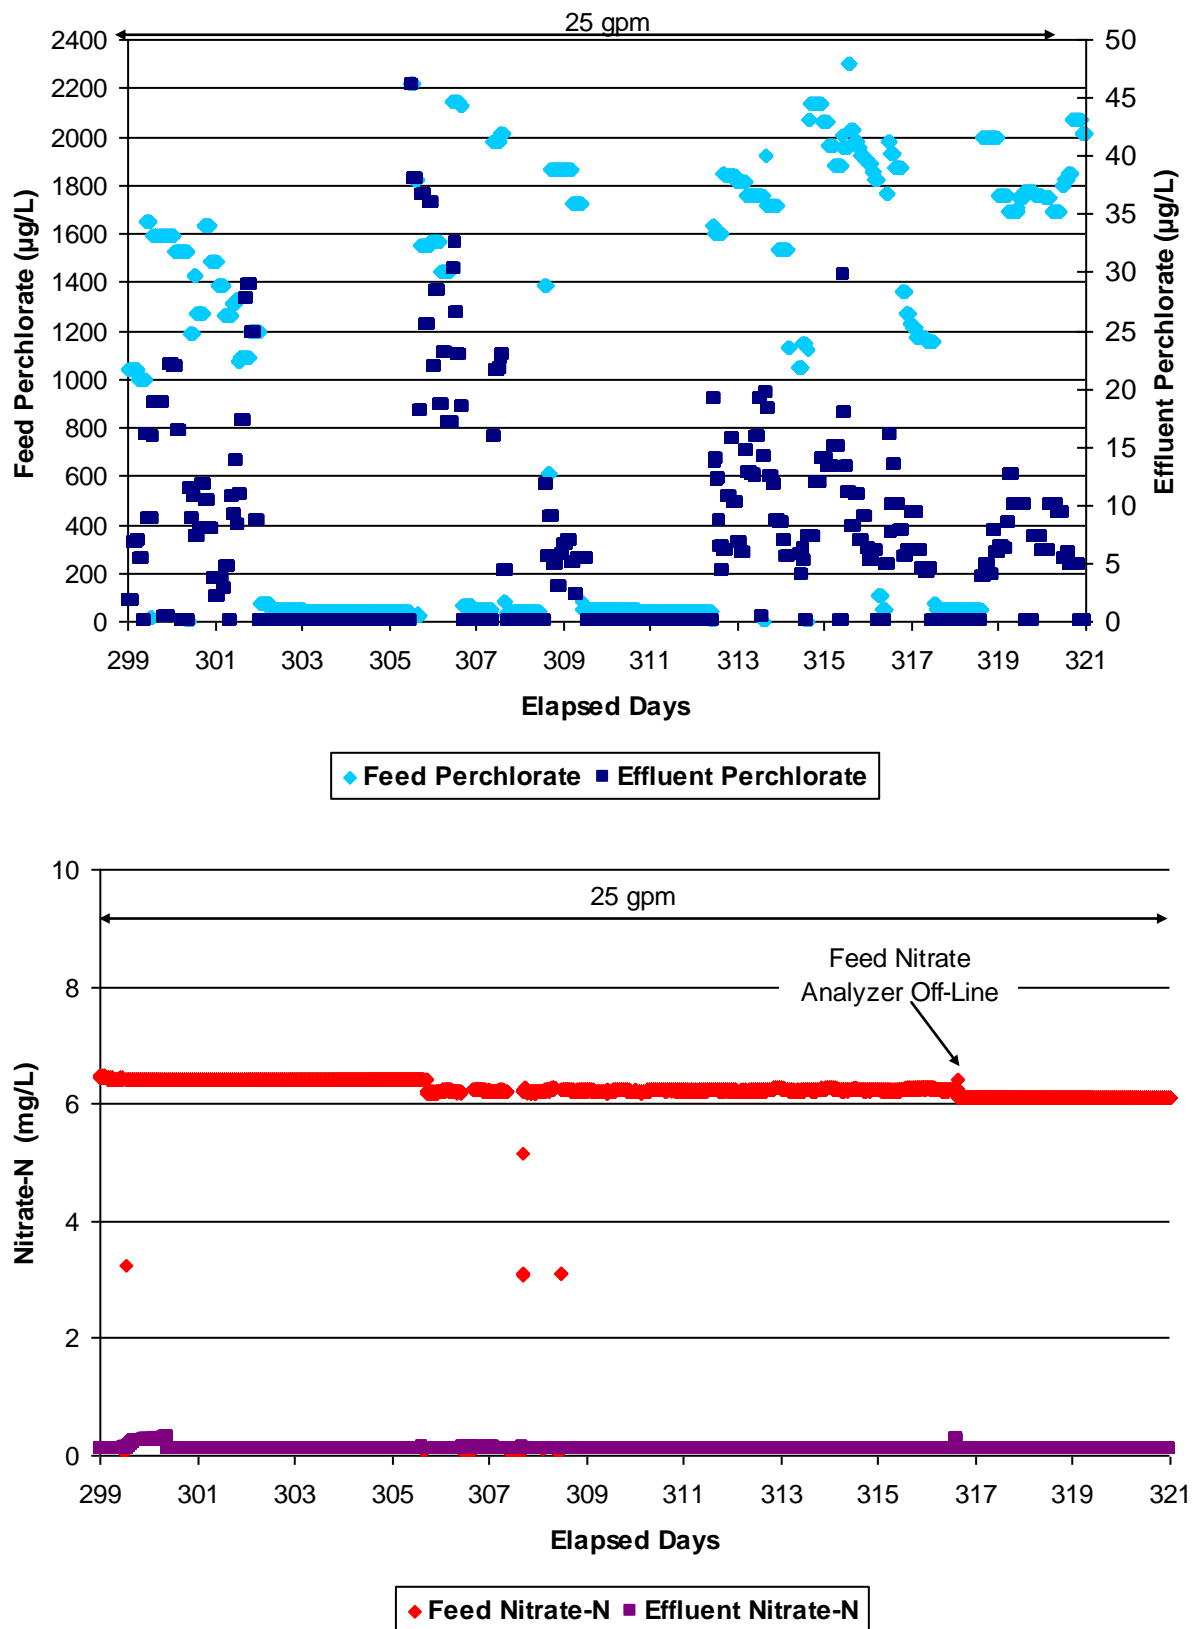 25 gpm
2400
2200
2000
1800
1600
1400
1200
1000
800
600
400
200
0
Feed Perchlorate (µg/L)
50
45
40
35
30
25
20
15
10
5
0
Effluent Perchlorate (µg/L)
299 301 303 305 307 309 311 313 315 317 319 321
Elapsed Days
Feed Perchlorate Effluent Perchlorate
10
8
6
4
2
0
Nitrate-N (mg/L)
25 gpm
Feed Nitrate
Analyzer Off-Line
299 301 303 305 307 309 311 313 315 317 319 321
Elapsed Days
Feed Nitrate-N Effluent Nitrate-N